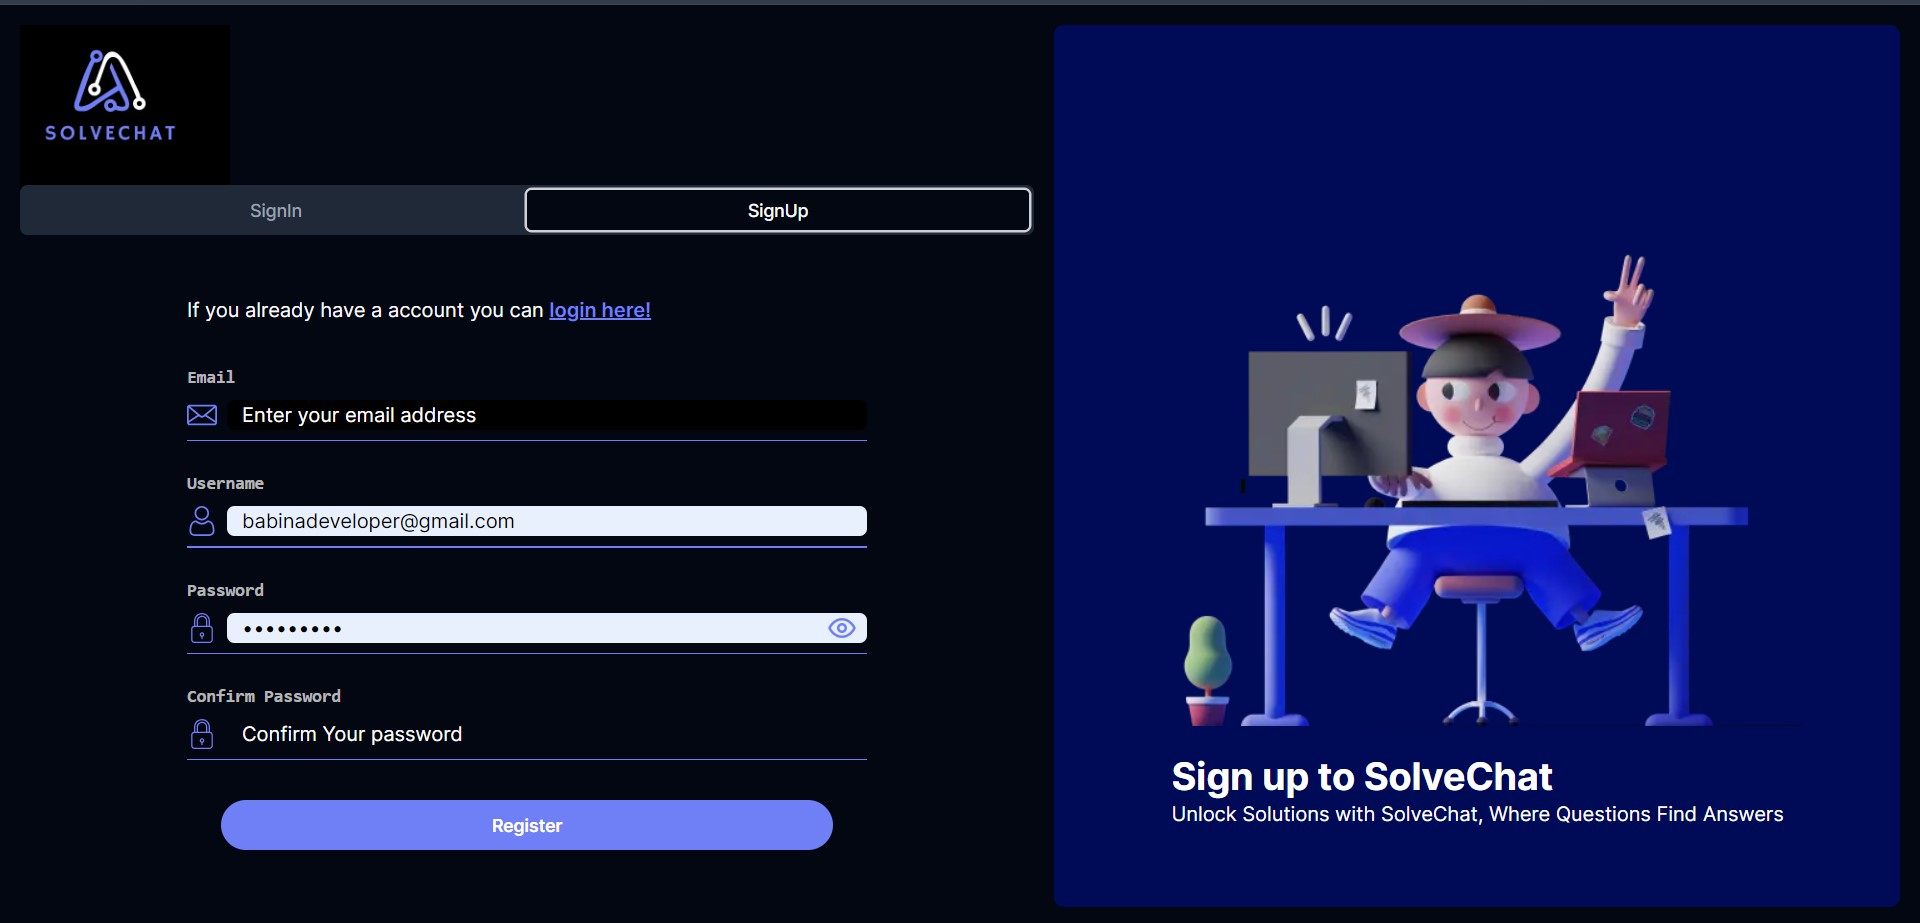 SOLVECHAT
SignIn
SignUp
If you already have a account you can login here!
Email
Enter your email address
Username
babinadeveloper@gmail.com
Password
•••••••••
Confirm Password
Confirm Your password
Register
Sign up to SolveChat
Unlock Solutions with SolveChat, Where Questions Find Answers